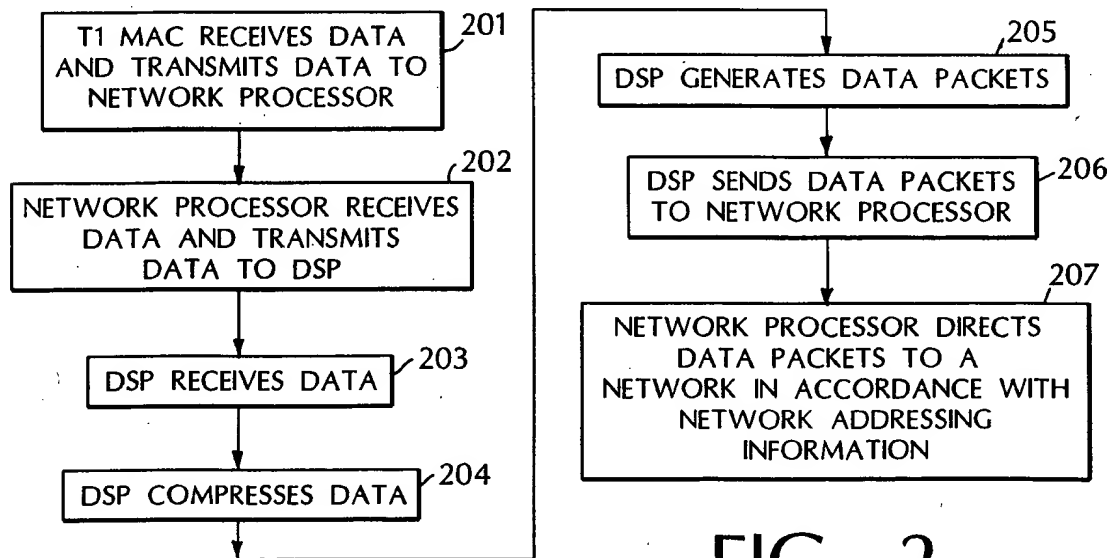 T1 MAC RECEIVES DATA
AND TRANSMITS DATA TO
NETWORK PROCESSOR
201
NETWORK PROCESSOR RECEIVES
DATA AND TRANSMITS
DATA TO DSP
202
DSP RECEIVES DATA
203
DSP COMPRESSES DATA
204
DSP GENERATES DATA PACKETS
205
DSP SENDS DATA PACKETS
TO NETWORK PROCESSOR
206
NETWORK PROCESSOR DIRECTS
DATA PACKETS TO A
NETWORK IN ACCORDANCE WITH
NETWORK ADDRESSING
INFORMATION
207
FIG. 2